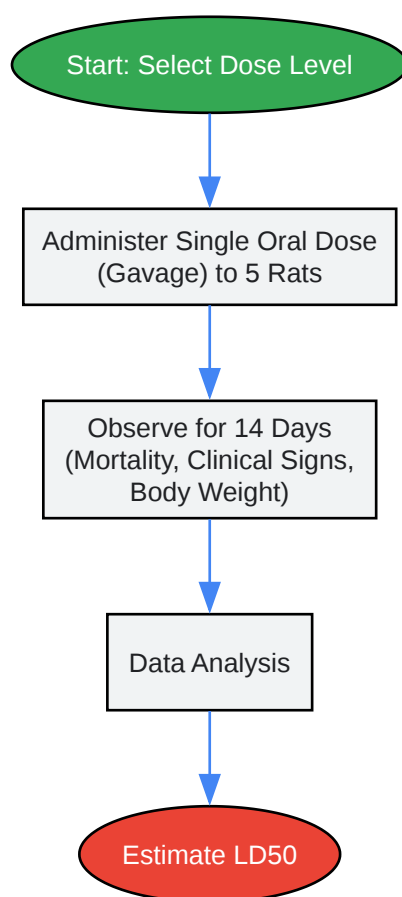 Start: Select Dose Level
Administer Single Oral Dose
(Gavage) to 5 Rats
Observe for 14 Days
(Mortality, Clinical Signs,
Body Weight)
Data Analysis
Estimate LD50